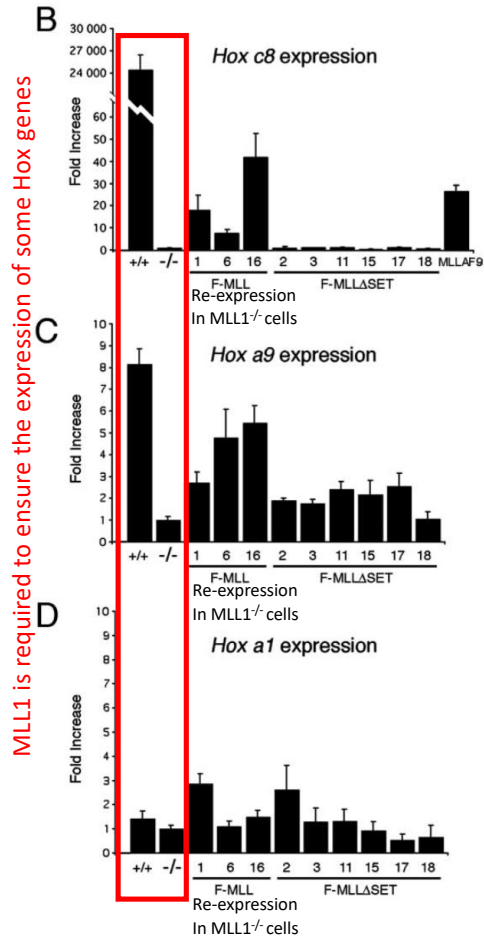 MLL1 is required to ensure the expression of some Hox genes
B
Hox c8 expression
Fold Increase
30 000
27 000
24 000
60
50
40
30
20
10
0
+/+ -/- 1 6 16 2 3 11 15 17 18 MLLAF9
F-MLL F-MLLΔSET
Re-expression
In MLL1-/- cells
C
Hox a9 expression
Fold Increase
10
9
8
7
6
5
4
3
2
1
0
+/+ -/- 1 6 16 2 3 11 15 17 18
F-MLL F-MLLΔSET
Re-expression
In MLL1-/- cells
D
Hox a1 expression
Fold Increase
10
9
8
7
6
5
4
3
2
1
0
+/+ -/- 1 6 16 2 3 11 15 17 18
F-MLL F-MLLΔSET
Re-expression
In MLL1-/- cells